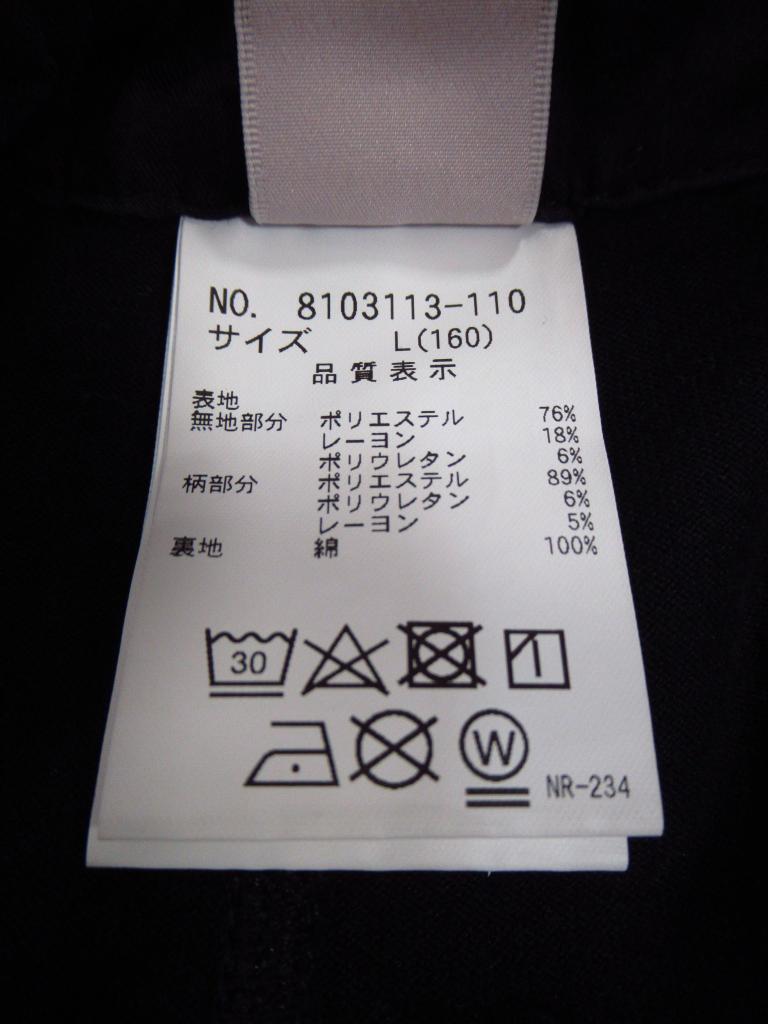 NO. 8103113-110
サイズ L(160)
品質表示
表地
無地部分 ポリエステル 76%
レーヨン 18%
ポリウレタン 6%
柄部分 ポリエステル 89%
ポリウレタン 6%
レーヨン 5%
裏地 綿 100%
30
W
NR-234